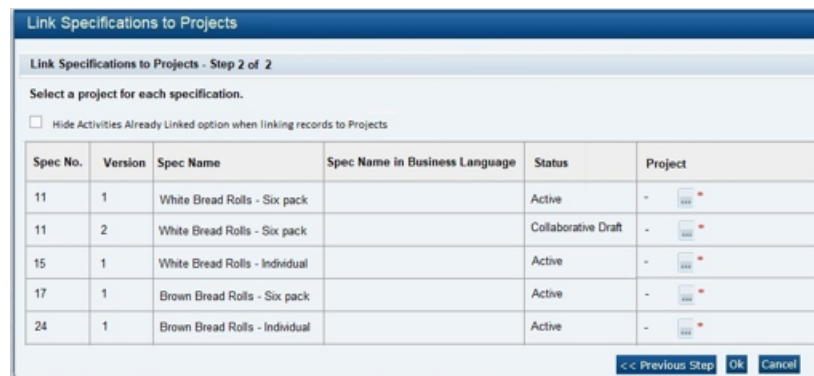 Link Specifications to Projects
Link Specifications to Projects - Step 2 of 2
Select a project for each specification.
Hide Activities Already Linked option when linking records to Projects
Spec No. Version Spec Name Spec Name in Business Language Status Project
11 1 White Bread Rolls - Six pack Active - ... *
11 2 White Bread Rolls - Six pack Collaborative Draft - ... *
15 1 White Bread Rolls - Individual Active - ... *
17 1 Brown Bread Rolls - Six pack Active - ... *
24 1 Brown Bread Rolls - Individual Active - ... *
<< Previous Step Ok Cancel